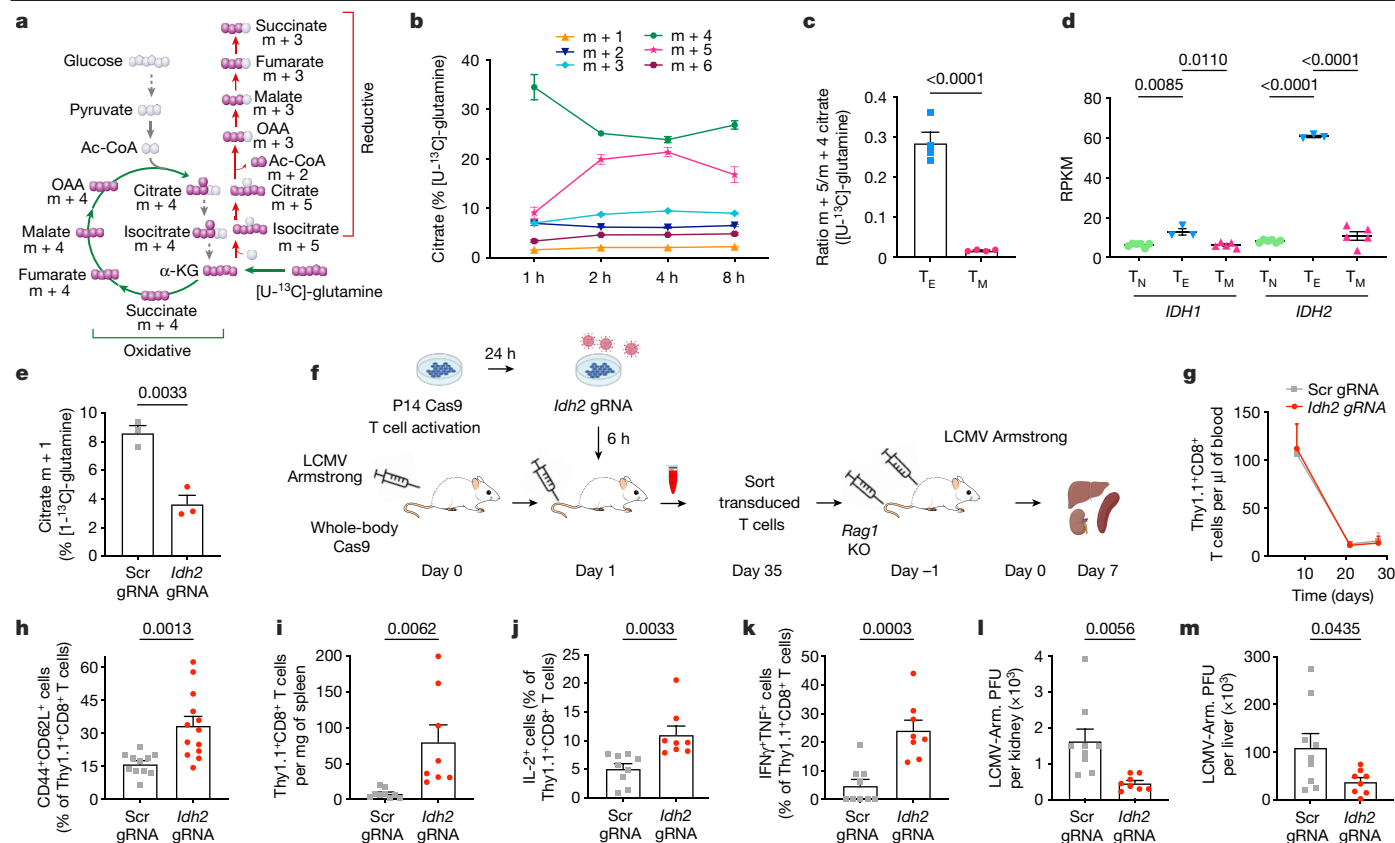 a
Glucose
Pyruvate
Ac-CoA
OAA
m + 4
Malate
m + 4
Fumarate
m + 4
Succinate
m + 4
Oxidative
Citrate
m + 4
Isocitrate
m + 4
α-KG
[U-¹³C]-glutamine
Succinate
m + 3
Fumarate
m + 3
Malate
m + 3
OAA
m + 3
Ac-CoA
m + 2
Citrate
m + 5
Isocitrate
m + 5
Reductive
b
m + 1
m + 2
m + 3
m + 4
m + 5
m + 6
Citrate (% [U-¹³C]-glutamine)
40
30
20
10
0
1 h 2 h 4 h 8 h
c
<0.0001
Ratio m + 5/m + 4 citrate
([U-¹³C]-glutamine)
0.4
0.3
0.2
0.1
0
T_E T_M
d
0.0110
<0.0001
0.0085
<0.0001
RPKM
80
60
40
20
0
T_N T_E T_M T_N T_E T_M
IDH1 IDH2
e
0.0033
Citrate m + 1
(% [1-¹³C]-glutamine)
10
8
6
4
2
0
Scr
gRNA
Idh2
gRNA
f
24 h
P14 Cas9
T cell activation
Idh2 gRNA
6 h
LCMV
Armstrong
Whole-body
Cas9
Sort
transduced
T cells
LCMV Armstrong
Rag1
KO
Day 0 Day 1 Day 35 Day –1 Day 0 Day 7
g
Scr gRNA
Idh2 gRNA
Thy1.1⁺CD8⁺
T cells per µl of blood
150
100
50
0
10 20 30
Time (days)
h
0.0013
CD44⁺CD62L⁺ cells
(% of Thy1.1⁺CD8⁺ T cells)
60
45
30
15
0
Scr
gRNA
Idh2
gRNA
i
0.0062
Thy1.1⁺CD8⁺ T cells
per mg of spleen
200
150
100
50
0
Scr
gRNA
Idh2
gRNA
j
0.0033
IL-2⁺ cells (% of
Thy1.1⁺CD8⁺ T cells)
25
20
15
10
5
0
Scr
gRNA
Idh2
gRNA
k
0.0003
IFNγ⁺TNF⁺ cells
(% of Thy1.1⁺CD8⁺ T cells)
50
40
30
20
10
0
Scr
gRNA
Idh2
gRNA
l
0.0056
LCMV-Arm. PFU
per kidney (×10³)
4
3
2
1
0
Scr
gRNA
Idh2
gRNA
m
0.0435
LCMV-Arm. PFU
per liver (×10³)
300
200
100
0
Scr
gRNA
Idh2
gRNA